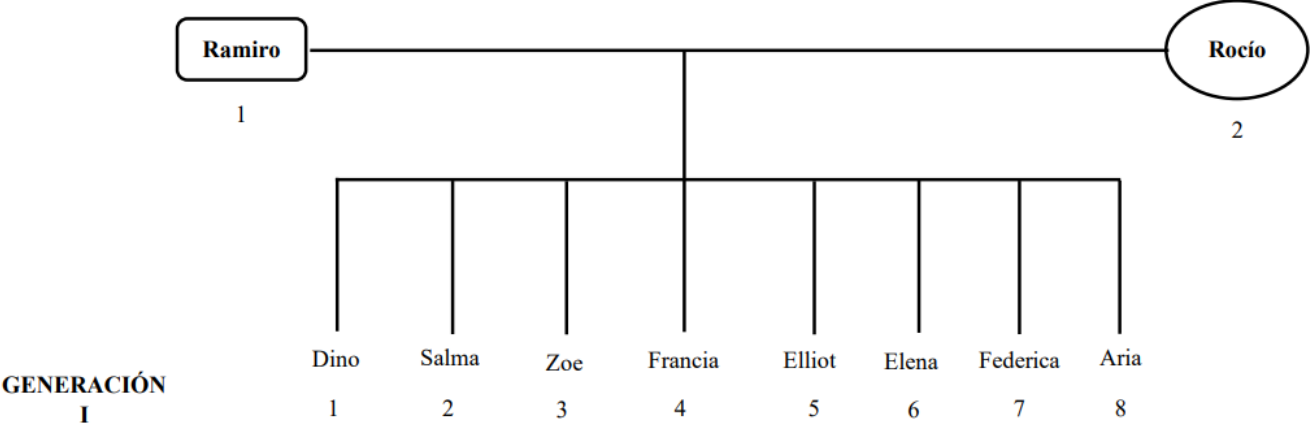 Ramiro
Rocío
1
2
Dino Salma Zoe Francia Elliot Elena Federica Aria
GENERACIÓN
I
1 2 3 4 5 6 7 8